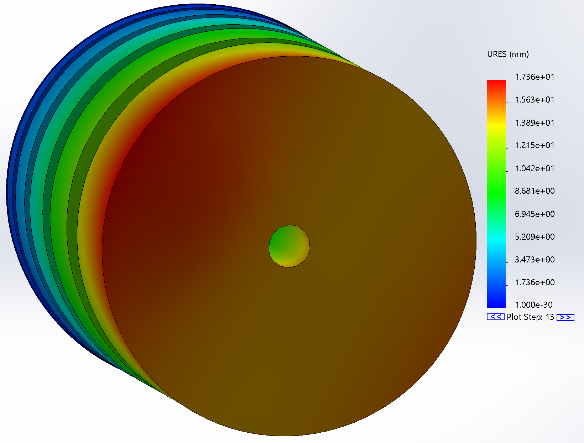 URES (mm)
1.736e+01
1.563e+01
1.389e+01
1.215e+01
1.042e+01
8.681e+00
6.945e+00
5.209e+00
3.473e+00
1.736e+00
1.000e-30
<< Plot Step: 13 >>